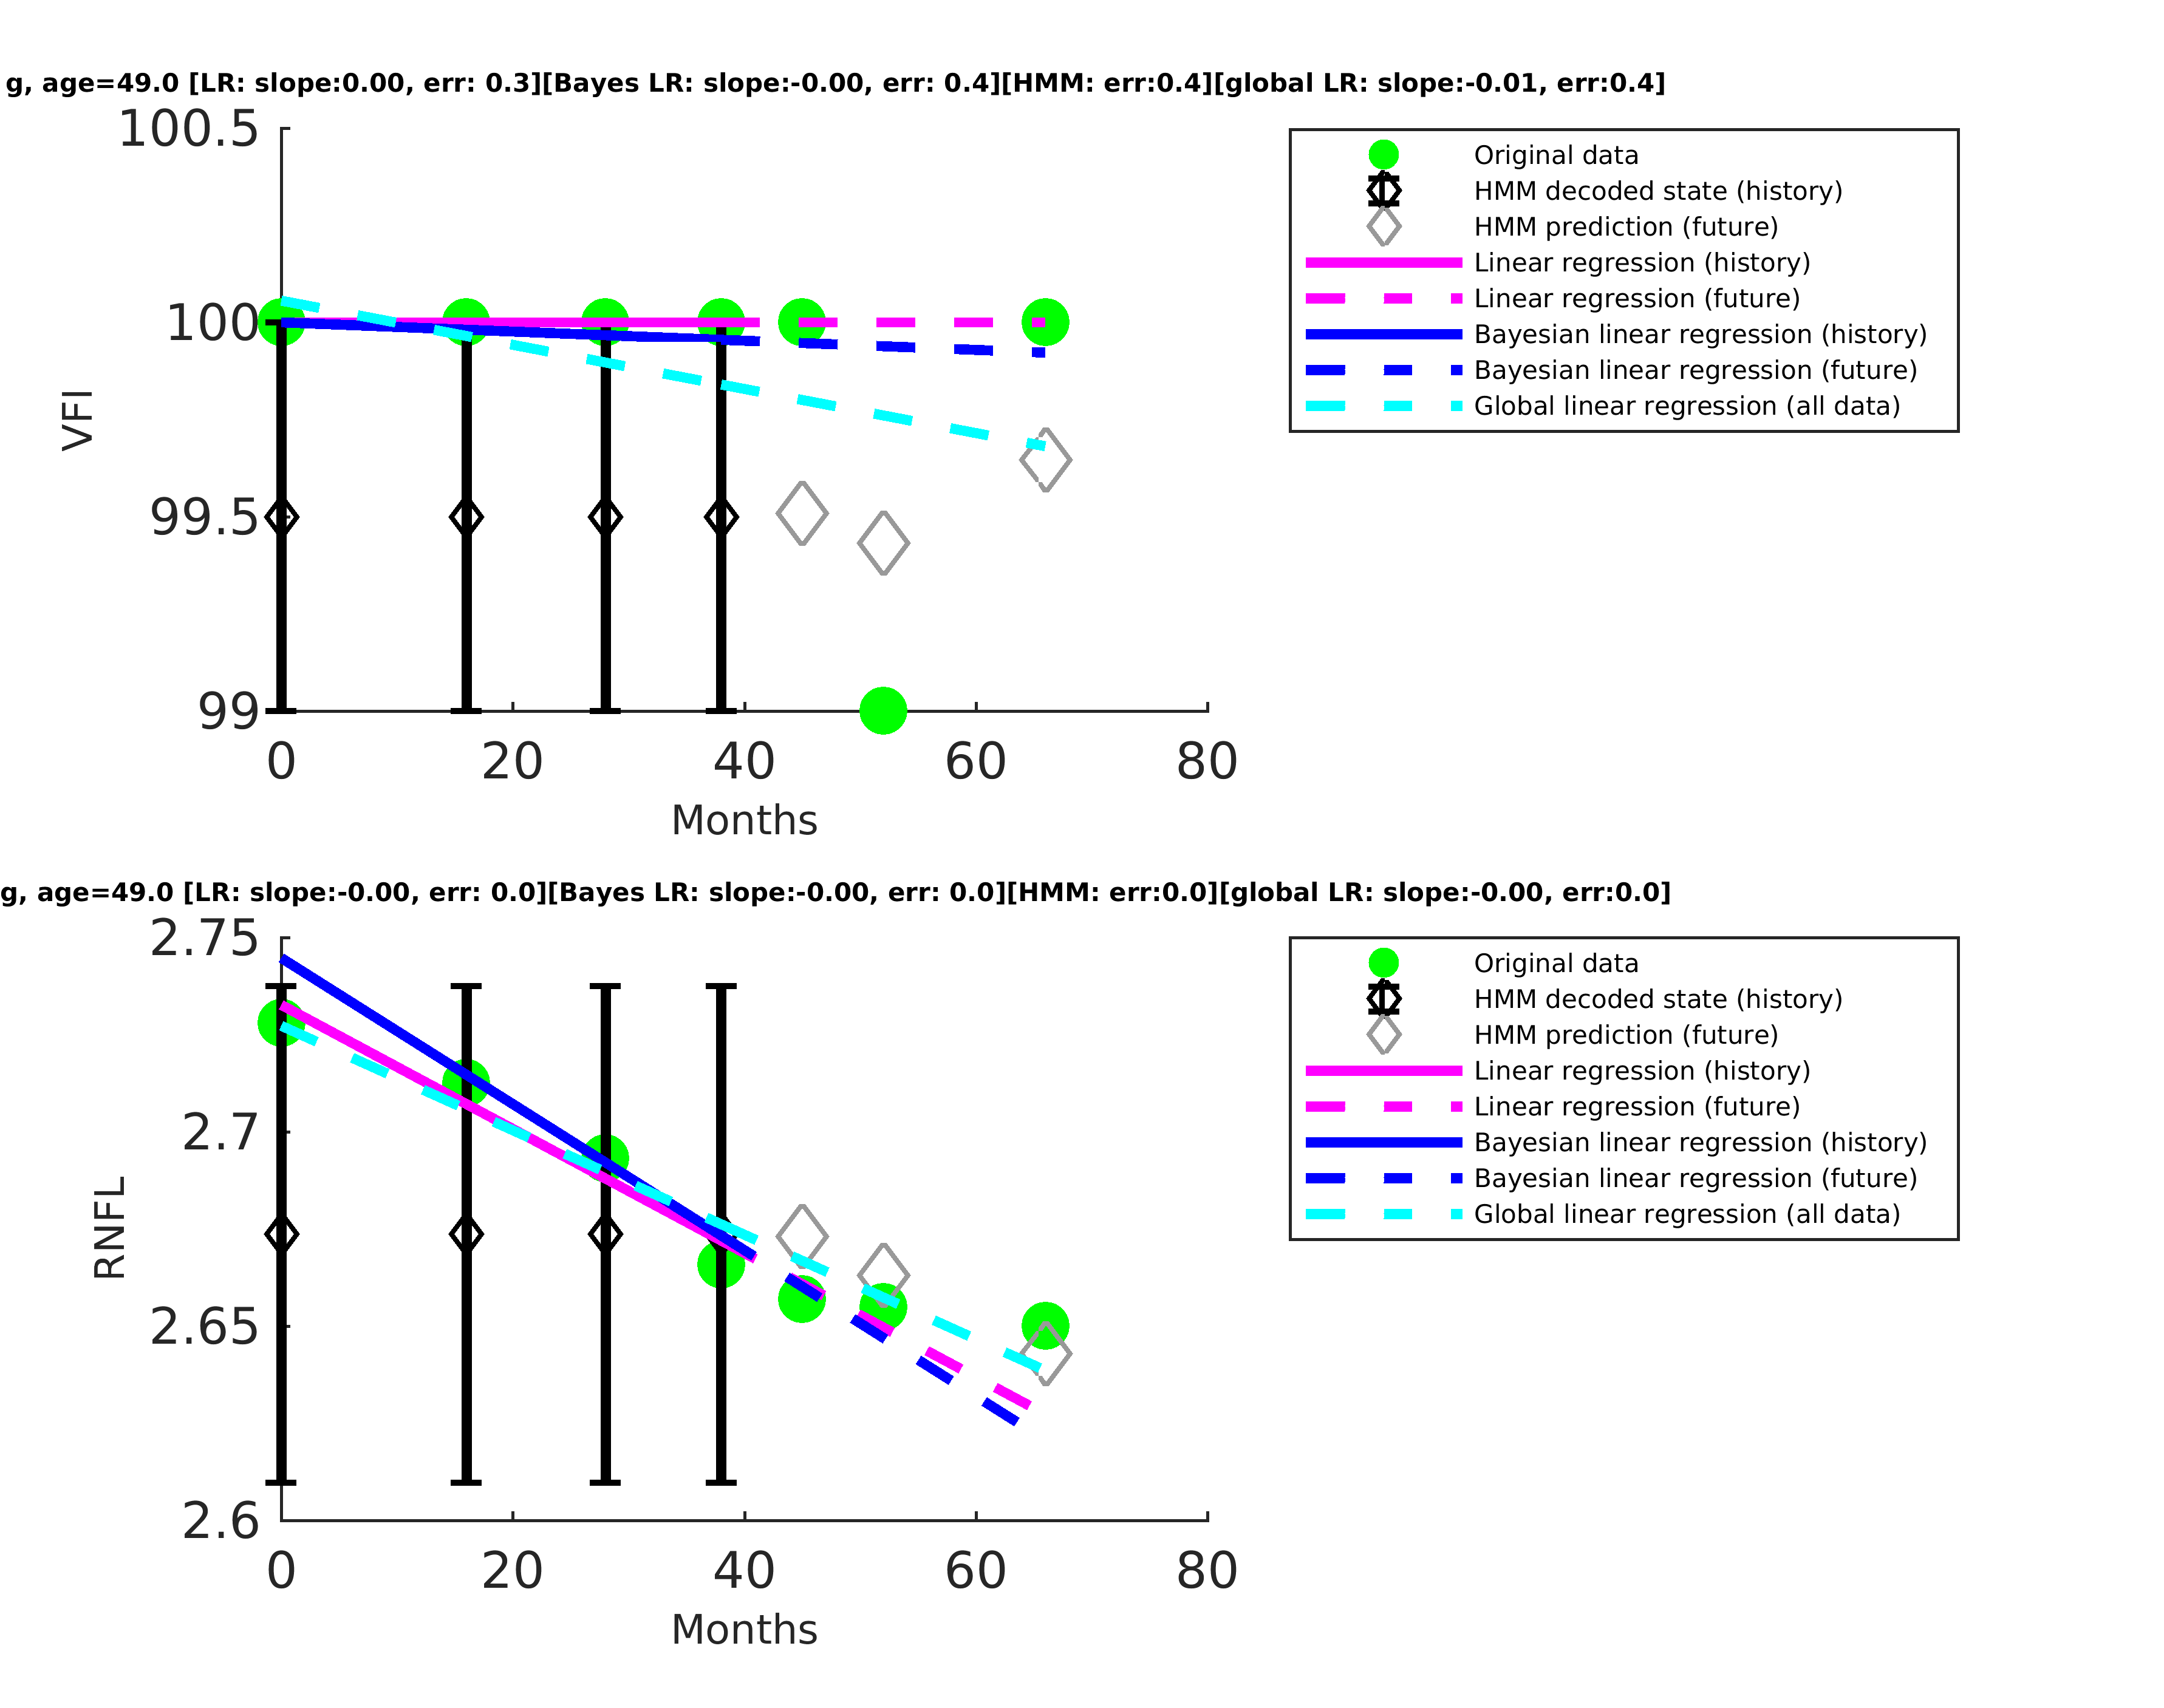 g, age=49.0 [LR: slope:0.00, err: 0.3][Bayes LR: slope:-0.00, err: 0.4][HMM: err:0.4][global LR: slope:-0.01, err:0.4]
100.5
100
99.5
99
VFI
0 20 40 60 80
Months
Original data
HMM decoded state (history)
HMM prediction (future)
Linear regression (history)
Linear regression (future)
Bayesian linear regression (history)
Bayesian linear regression (future)
Global linear regression (all data)
g, age=49.0 [LR: slope:-0.00, err: 0.0][Bayes LR: slope:-0.00, err: 0.0][HMM: err:0.0][global LR: slope:-0.00, err:0.0]
2.75
2.7
2.65
2.6
RNFL
0 20 40 60 80
Months
Original data
HMM decoded state (history)
HMM prediction (future)
Linear regression (history)
Linear regression (future)
Bayesian linear regression (history)
Bayesian linear regression (future)
Global linear regression (all data)